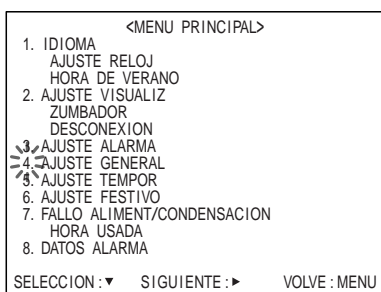 <MENU PRINCIPAL>
1. IDIOMA
AJUSTE RELOJ
HORA DE VERANO
2. AJUSTE VISUALIZ
ZUMBADOR
DESCONEXION
3. AJUSTE ALARMA
4. AJUSTE GENERAL
5. AJUSTE TEMPOR
6. AJUSTE FESTIVO
7. FALLO ALIMENT/CONDENSACION
HORA USADA
8. DATOS ALARMA
SELECCION :▼ SIGUIENTE :► VOLVE : MENU